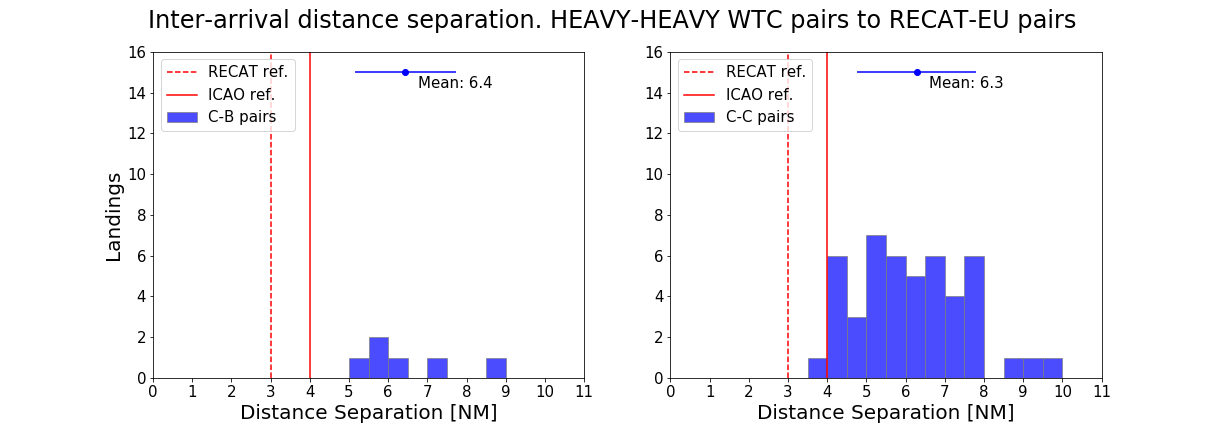 Inter-arrival distance separation. HEAVY-HEAVY WTC pairs to RECAT-EU pairs
RECAT ref.
ICAO ref.
C-B pairs
Mean: 6.4
16
14
12
10
8
6
4
2
0
Landings
0 1 2 3 4 5 6 7 8 9 10 11
Distance Separation [NM]
RECAT ref.
ICAO ref.
C-C pairs
Mean: 6.3
16
14
12
10
8
6
4
2
0
0 1 2 3 4 5 6 7 8 9 10 11
Distance Separation [NM]